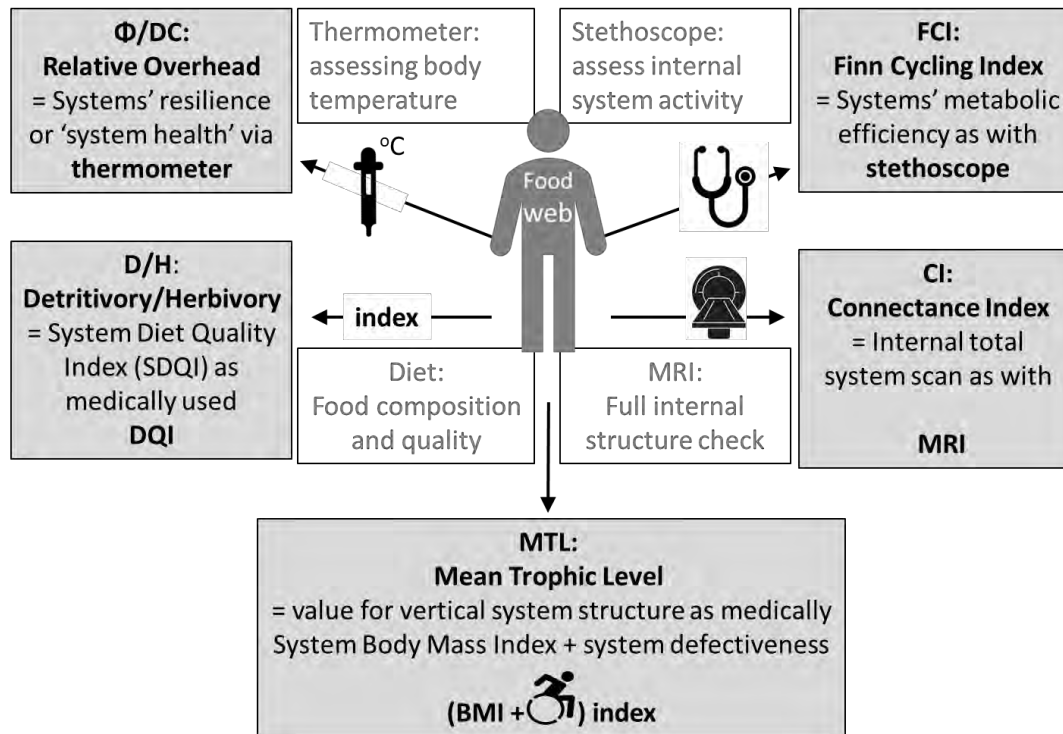 Φ/DC:
Relative Overhead
= Systems' resilience
or 'system health' via
thermometer
Thermometer:
assessing body
temperature
Stethoscope:
assess internal
system activity
FCI:
Finn Cycling Index
= Systems' metabolic
efficiency as with
stethoscope
°C
Food
web
D/H:
Detritivory/Herbivory
= System Diet Quality
Index (SDQI) as
medically used
DQI
index
CI:
Connectance Index
= Internal total
system scan as with
MRI
Diet:
Food composition
and quality
MRI:
Full internal
structure check
MTL:
Mean Trophic Level
= value for vertical system structure as medically
System Body Mass Index + system defectiveness
(BMI + ) index